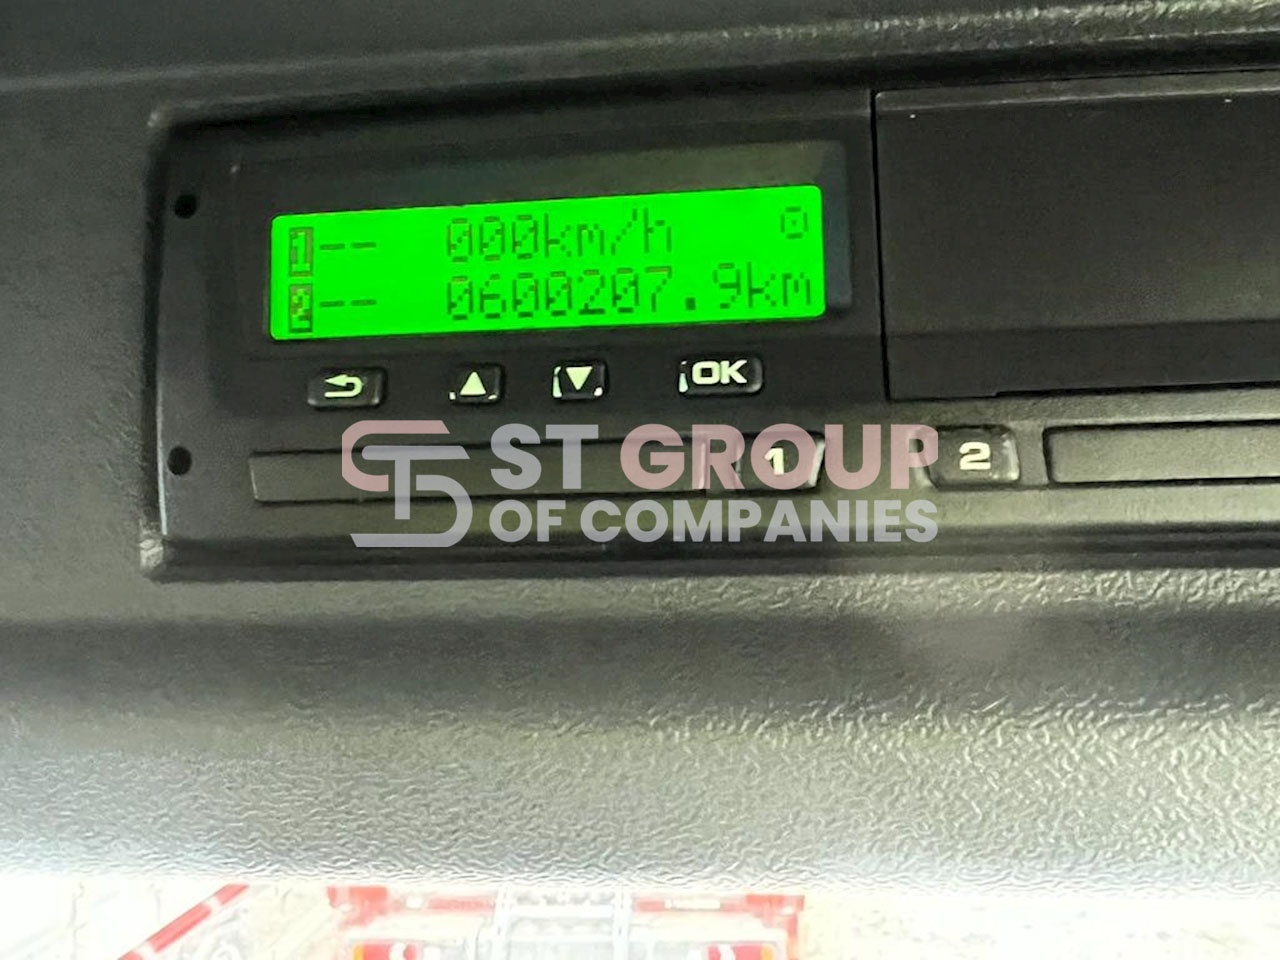 1-- 000km/h
2-- 0600207.9km
OK
1
2
ST GROUP
OF COMPANIES